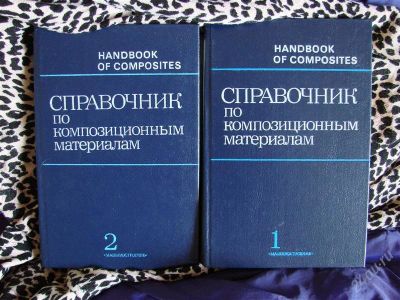 HANDBOOK
OF COMPOSITES
СПРАВОЧНИК
ПО
КОМПОЗИЦИОННЫМ
МАТЕРИАЛАМ
2
«МАШИНОСТРОЕНИЕ»
HANDBOOK
OF COMPOSITES
СПРАВОЧНИК
ПО
КОМПОЗИЦИОННЫМ
МАТЕРИАЛАМ
1
«МАШИНОСТРОЕНИЕ»